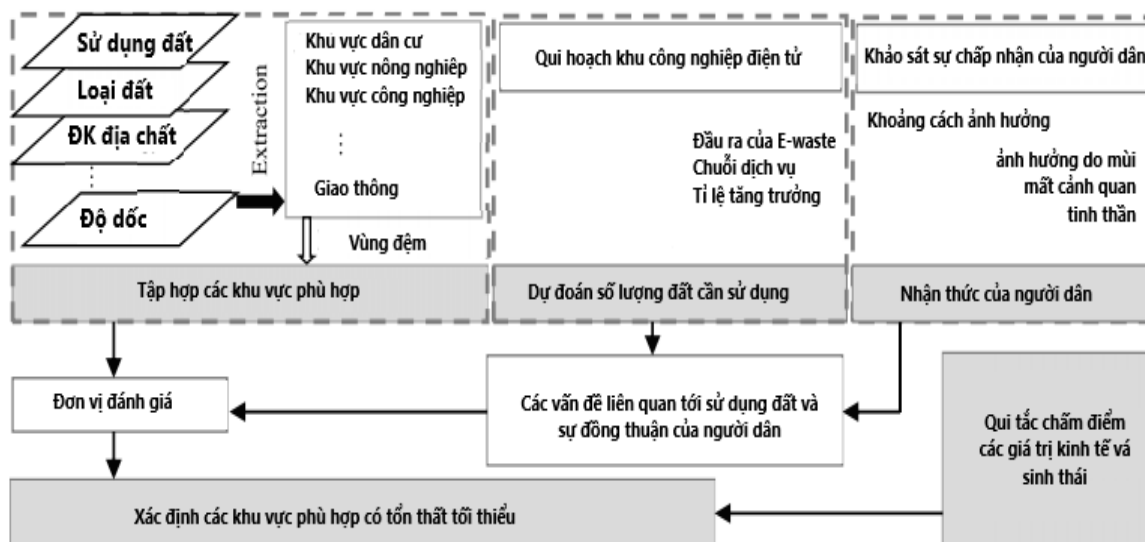 Sử dụng đất
Loại đất
ĐK địa chất
Độ dốc
Extraction
Khu vực dân cư
Khu vực nông nghiệp
Khu vực công nghiệp
Giao thông
Vùng đệm
Tập hợp các khu vực phù hợp
Qui hoạch khu công nghiệp điện tử
Đầu ra của E-waste
Chuỗi dịch vụ
Tỉ lệ tăng trưởng
Dự đoán số lượng đất cần sử dụng
Khảo sát sự chấp nhận của người dân
Khoảng cách ảnh hưởng
ảnh hưởng do mùi
mất cảnh quan
tinh thần
Nhận thức của người dân
Đơn vị đánh giá
Các vấn đề liên quan tới sử dụng đất và
sự đồng thuận của người dân
Qui tắc chấm điểm
các giá trị kinh tế vá
sinh thái
Xác định các khu vực phù hợp có tổn thất tối thiểu